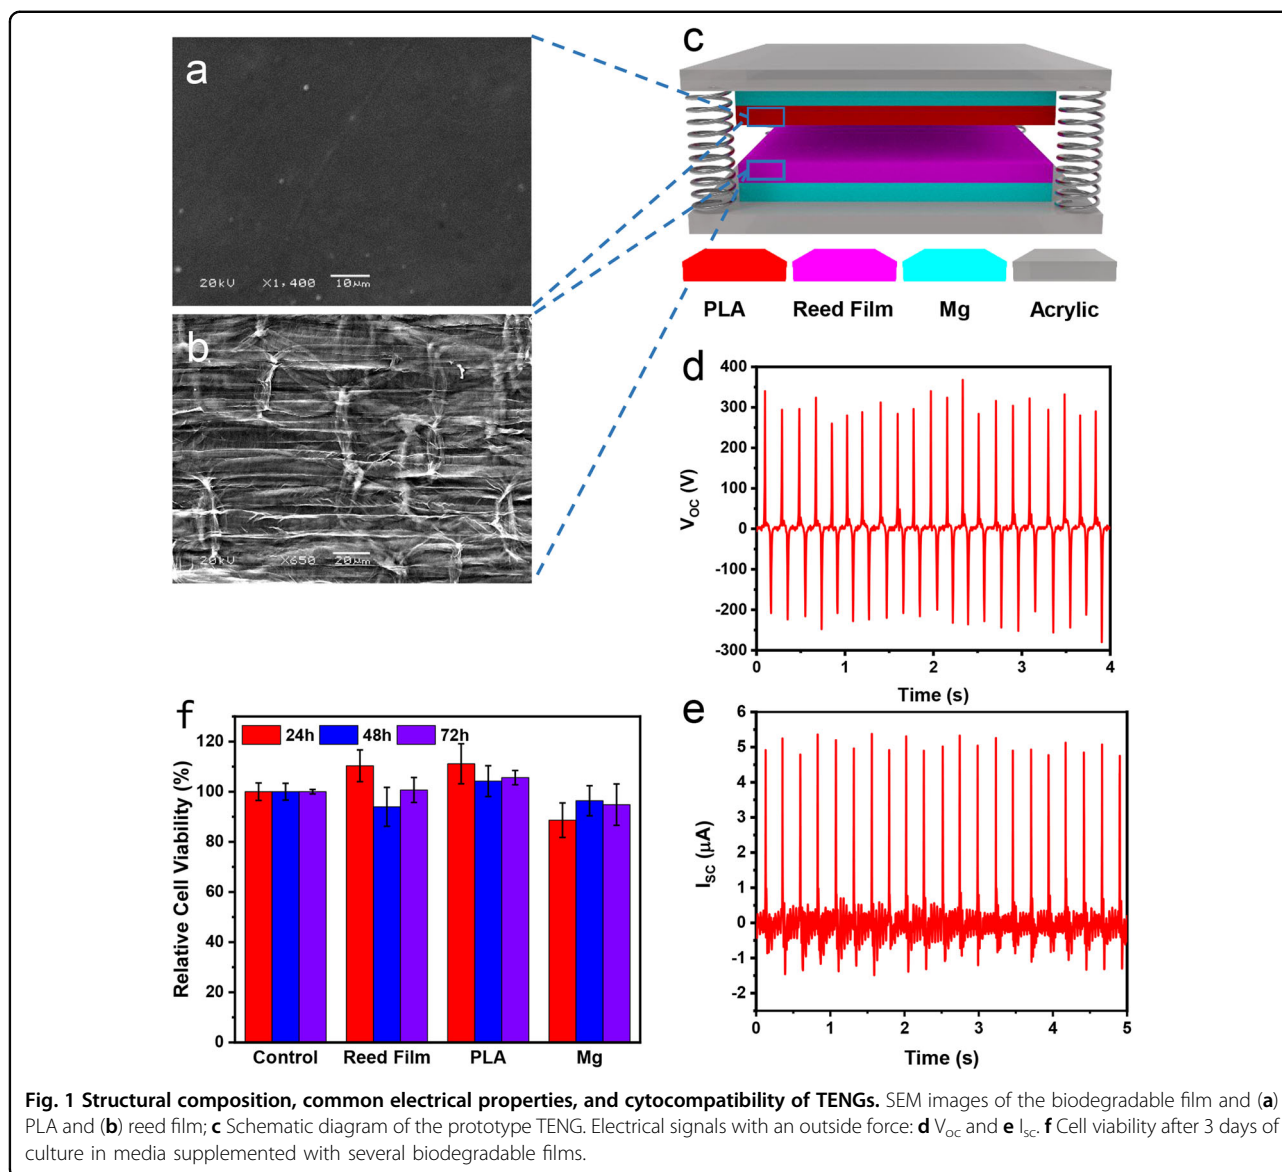 a
20kV X1,400 10μm
b
20kV X650 20μm
c
PLA Reed Film Mg Acrylic
d
400
300
200
100
0
-100
-200
-300
V_OC (V)
0 1 2 3 4
Time (s)
e
6
5
4
3
2
1
0
-1
-2
I_SC (μA)
0 1 2 3 4 5
Time (s)
f
24h 48h 72h
120
100
80
60
40
20
0
Relative Cell Viability (%)
Control Reed Film PLA Mg
Fig. 1 Structural composition, common electrical properties, and cytocompatibility of TENGs. SEM images of the biodegradable film and (a)
PLA and (b) reed film; c Schematic diagram of the prototype TENG. Electrical signals with an outside force: d V_oc and e I_sc. f Cell viability after 3 days of
culture in media supplemented with several biodegradable films.